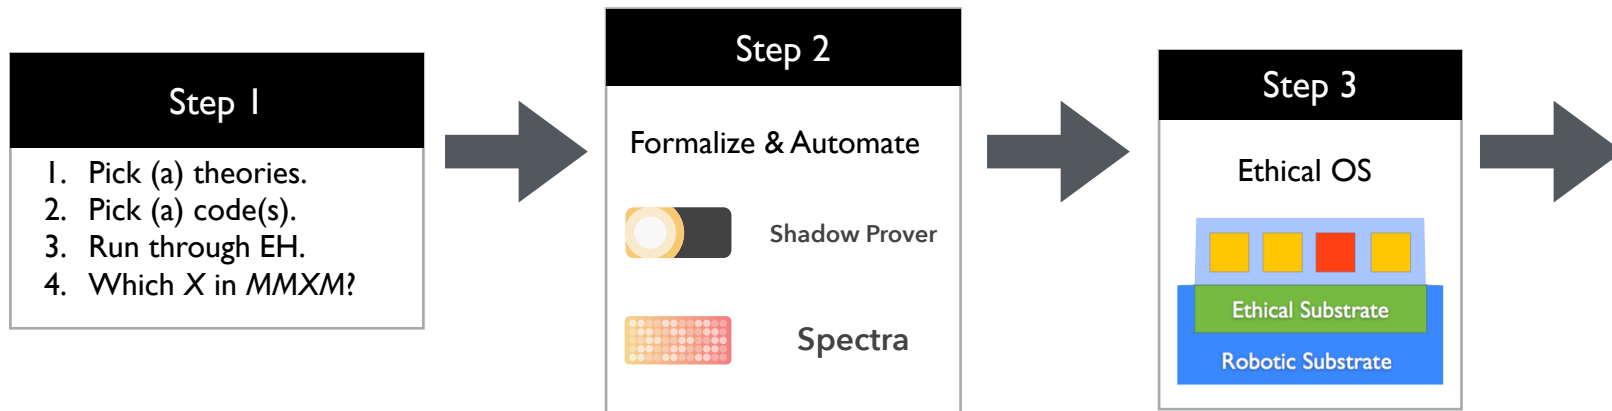 Step 1
1. Pick (a) theories.
2. Pick (a) code(s).
3. Run through EH.
4. Which X in MMXM?
Step 2
Formalize & Automate
Shadow Prover
Spectra
Step 3
Ethical OS
Ethical Substrate
Robotic Substrate